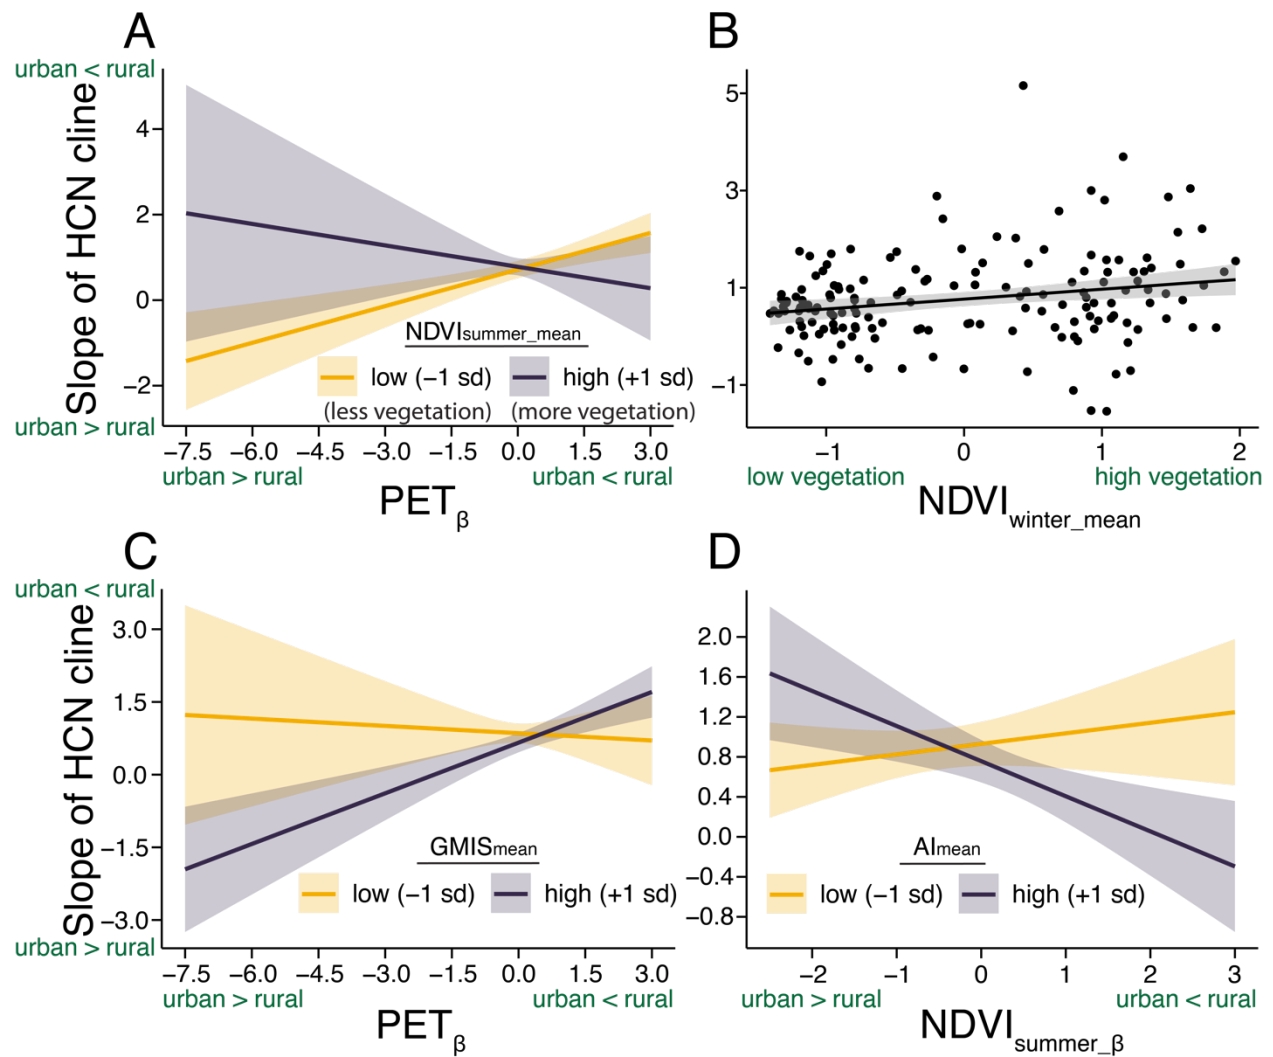 A
urban < rural
Slope of HCN cline
4
2
0
−2
urban > rural
NDVIsummer_mean
low (−1 sd) high (+1 sd)
(less vegetation) (more vegetation)
−7.5 −6.0 −4.5 −3.0 −1.5 0.0 1.5 3.0
urban > rural urban < rural
PETβ
B
5
3
1
−1
−1 0 1 2
low vegetation high vegetation
NDVIwinter_mean
C
urban < rural
Slope of HCN cline
3.0
1.5
0.0
−1.5
−3.0
urban > rural
GMISmean
low (−1 sd) high (+1 sd)
−7.5 −6.0 −4.5 −3.0 −1.5 0.0 1.5 3.0
urban > rural urban < rural
PETβ
D
2.0
1.6
1.2
0.8
0.4
0.0
−0.4
−0.8
AImean
low (−1 sd) high (+1 sd)
−2 −1 0 1 2 3
urban > rural urban < rural
NDVIsummer_β